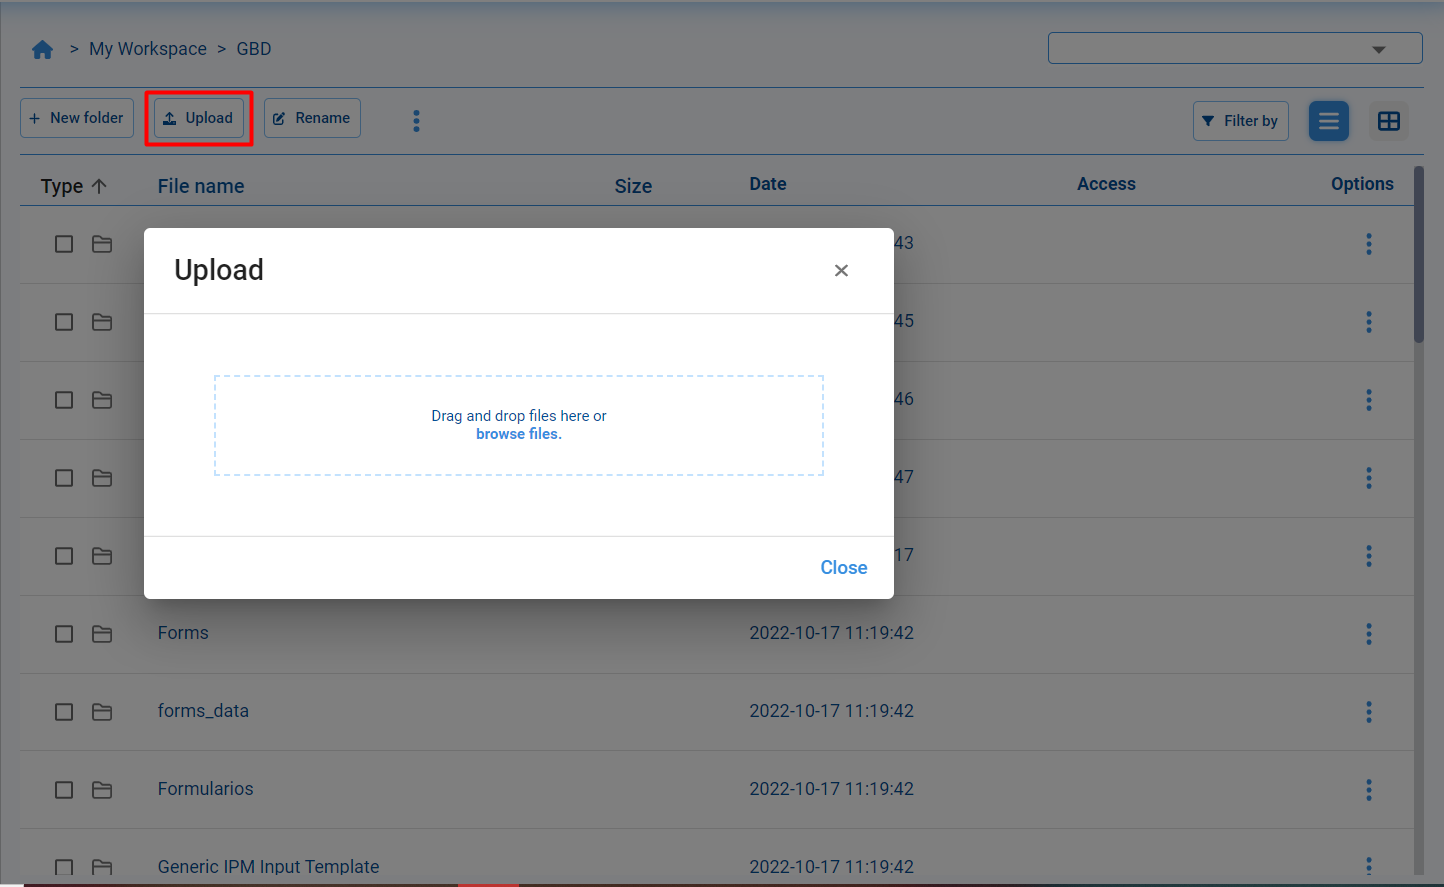 > My Workspace > GBD
+ New folder Upload Rename Filter by
Type File name Size Date Access Options
43
Upload ×
45
46
Drag and drop files here or
browse files.
47
17
Close
Forms 2022-10-17 11:19:42
forms_data 2022-10-17 11:19:42
Formularios 2022-10-17 11:19:42
Generic IPM Input Template 2022-10-17 11:19:42